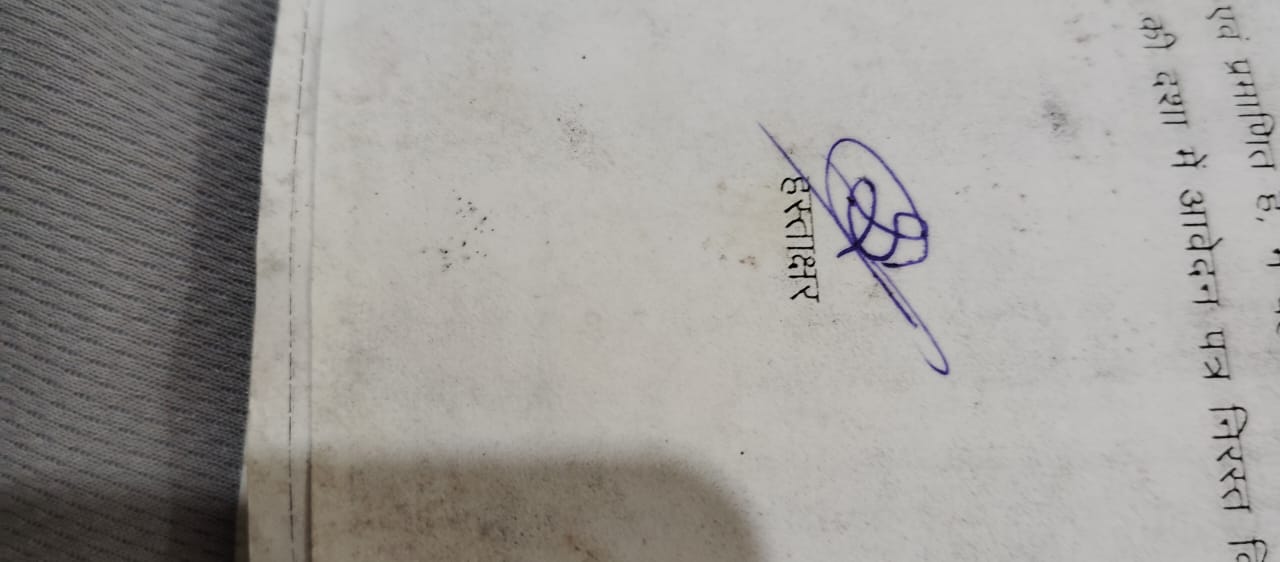 एवं प्रमाणित है,
की दशा में आवेदन पत्र निरस्त
हस्ताक्षर